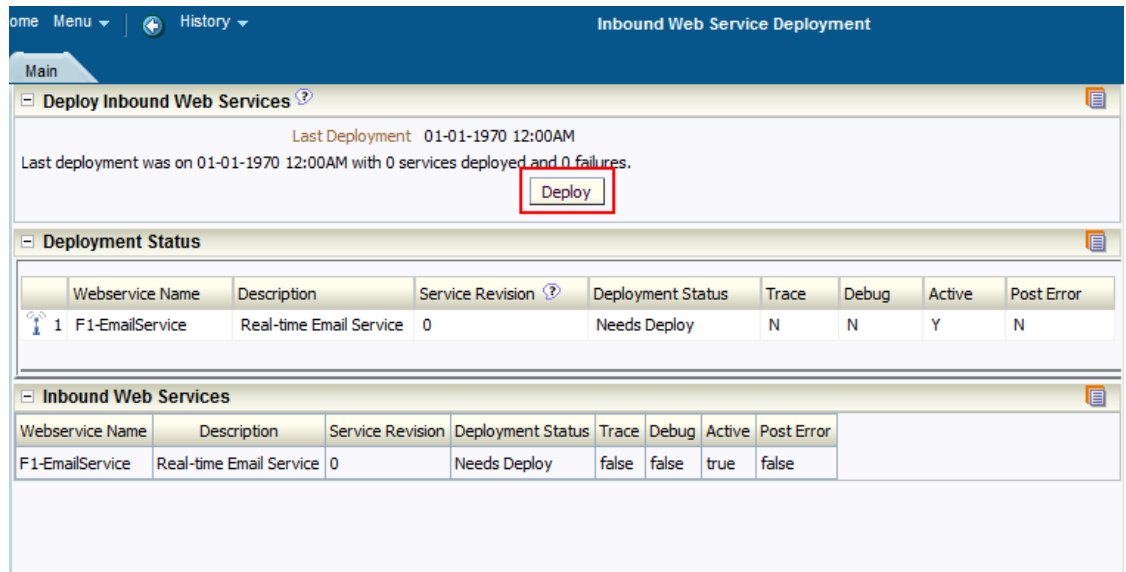 ome Menu History Inbound Web Service Deployment
Main
Deploy Inbound Web Services ?
Last Deployment 01-01-1970 12:00AM
Last deployment was on 01-01-1970 12:00AM with 0 services deployed and 0 failures.
Deploy
Deployment Status
Webservice Name Description Service Revision ? Deployment Status Trace Debug Active Post Error
1 F1-EmailService Real-time Email Service 0 Needs Deploy N N Y N
Inbound Web Services
Webservice Name Description Service Revision Deployment Status Trace Debug Active Post Error
F1-EmailService Real-time Email Service 0 Needs Deploy false false true false